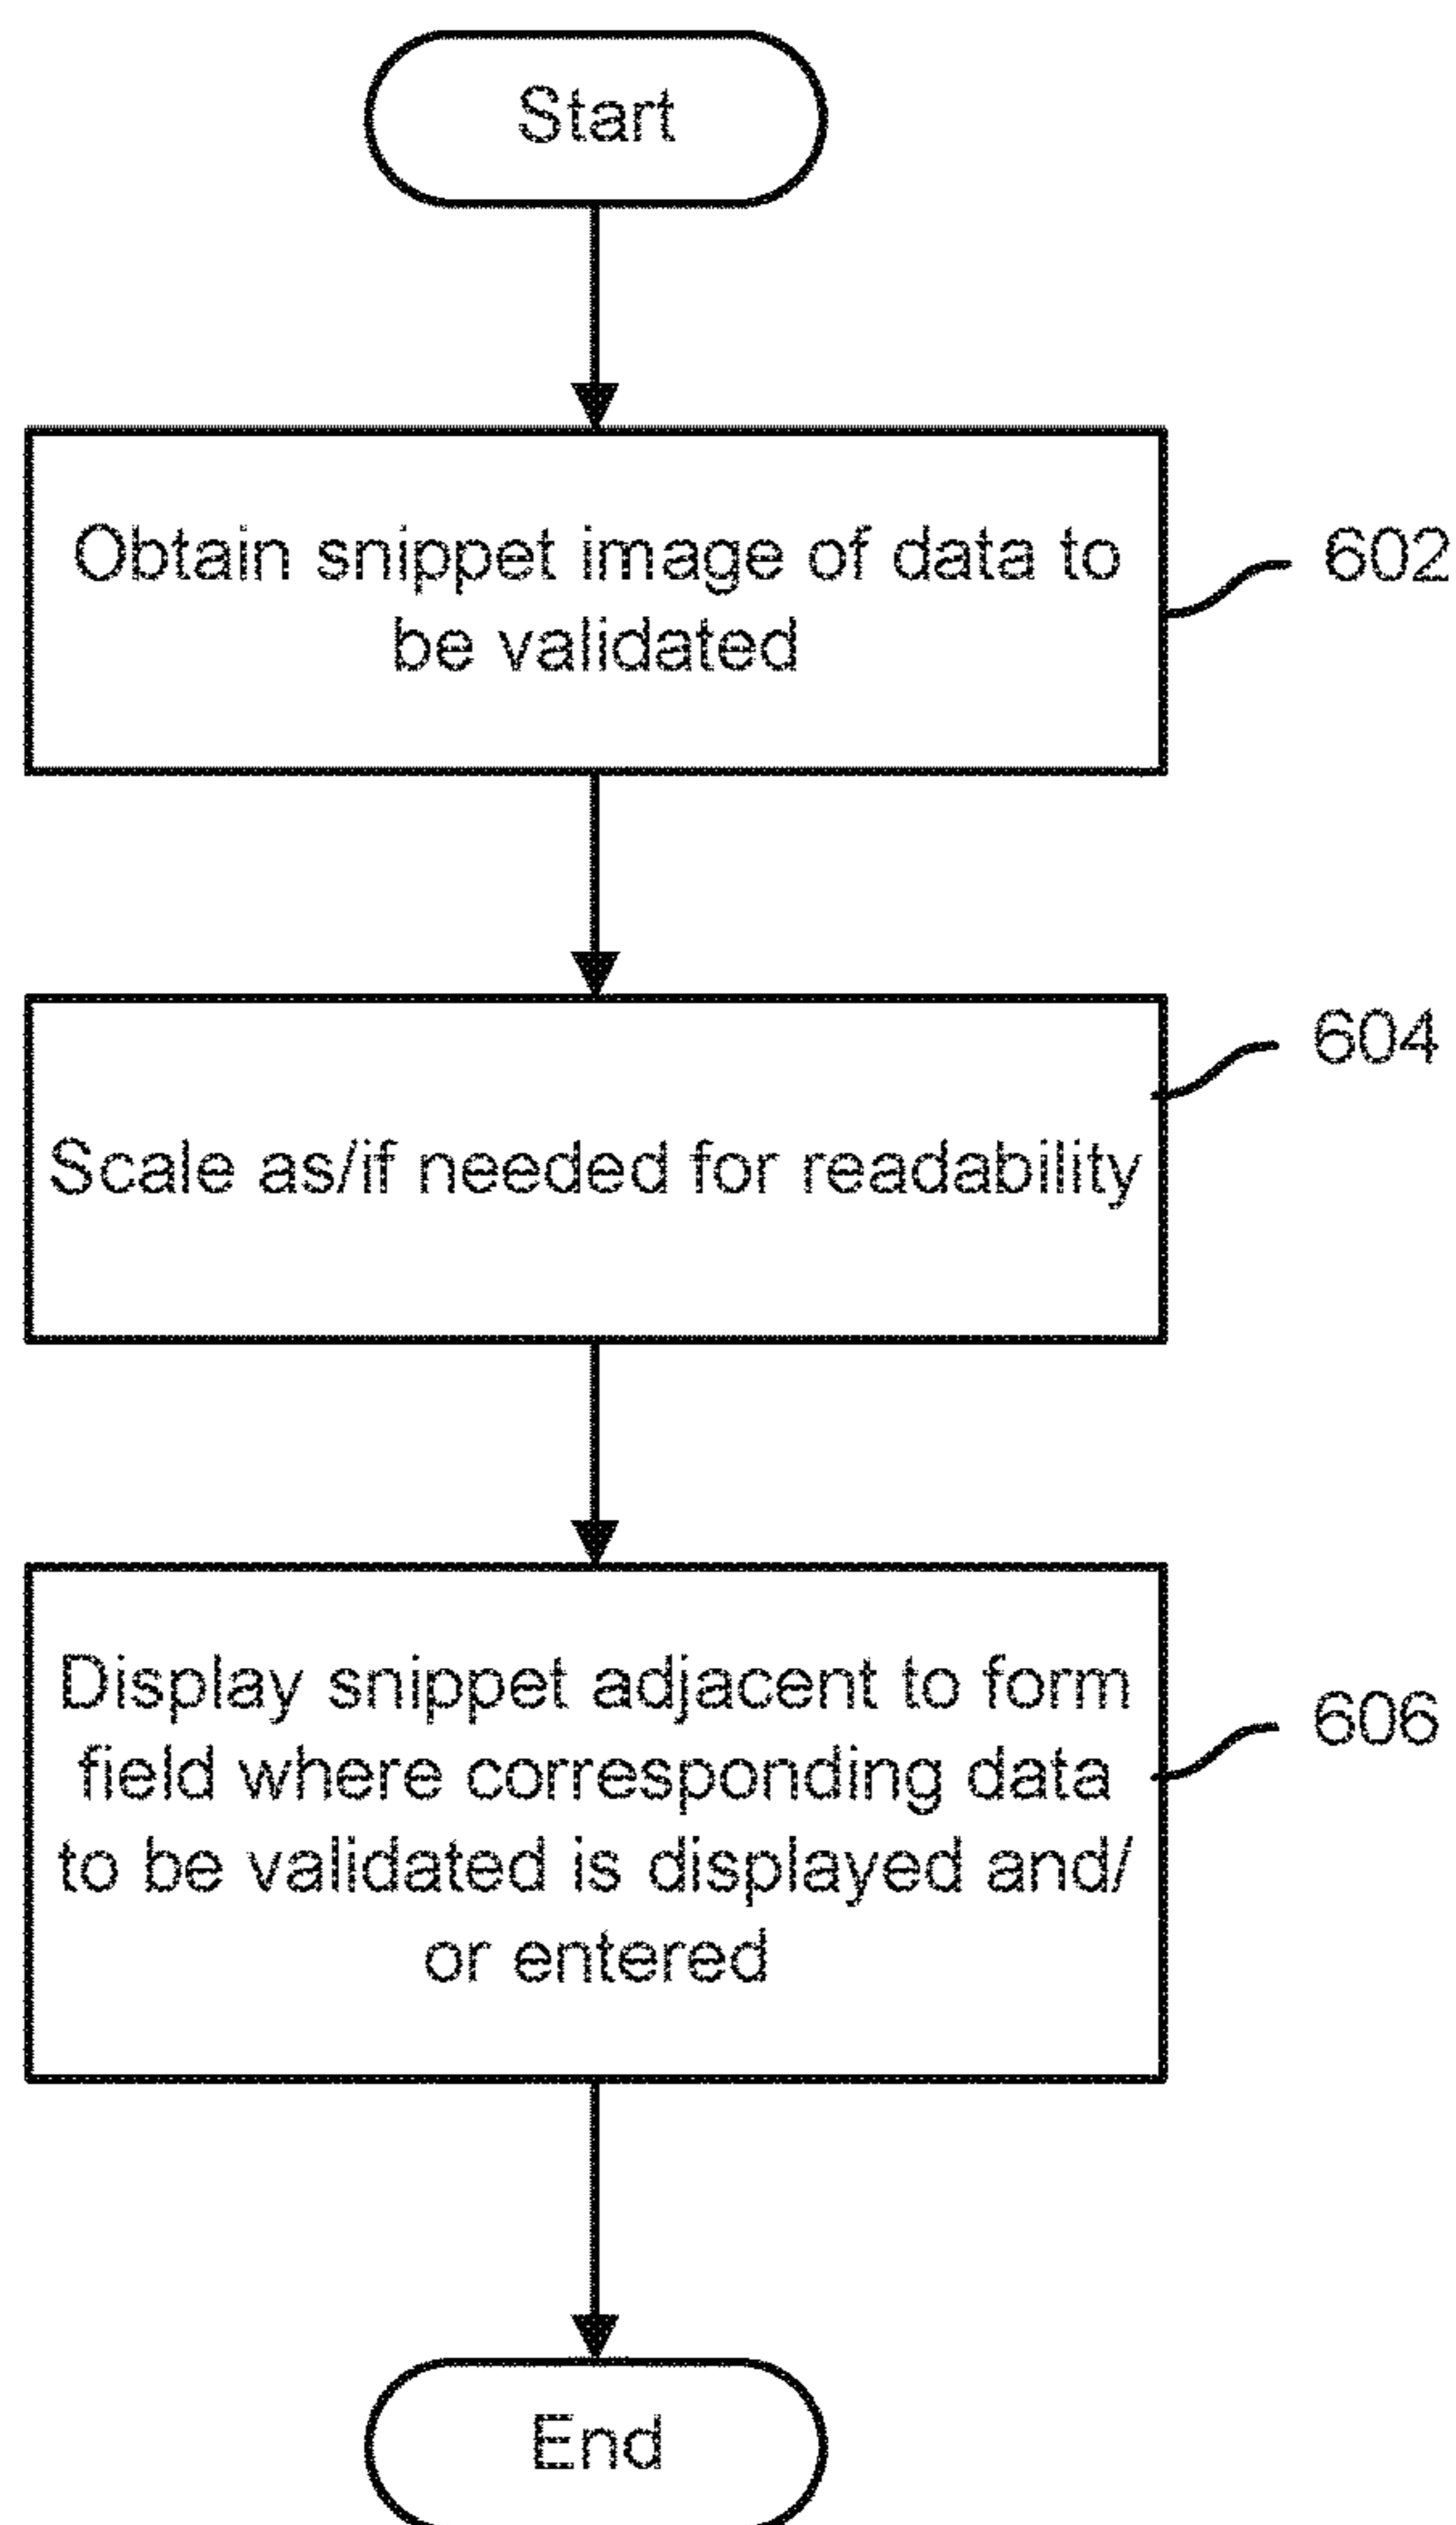 Start
Obtain snippet image of data to
be validated
602
Scale as/if needed for readability
604
Display snippet adjacent to form
field where corresponding data
to be validated is displayed and/
or entered
606
End